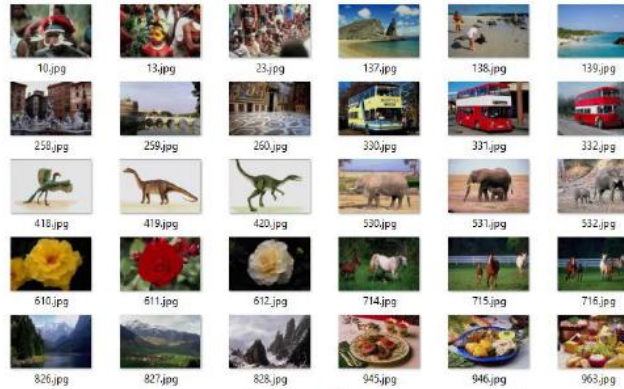 10.jpg 13.jpg 23.jpg 137.jpg 138.jpg 139.jpg
258.jpg 259.jpg 260.jpg 330.jpg 331.jpg 332.jpg
418.jpg 419.jpg 420.jpg 530.jpg 531.jpg 532.jpg
610.jpg 611.jpg 612.jpg 714.jpg 715.jpg 716.jpg
826.jpg 827.jpg 828.jpg 945.jpg 946.jpg 963.jpg